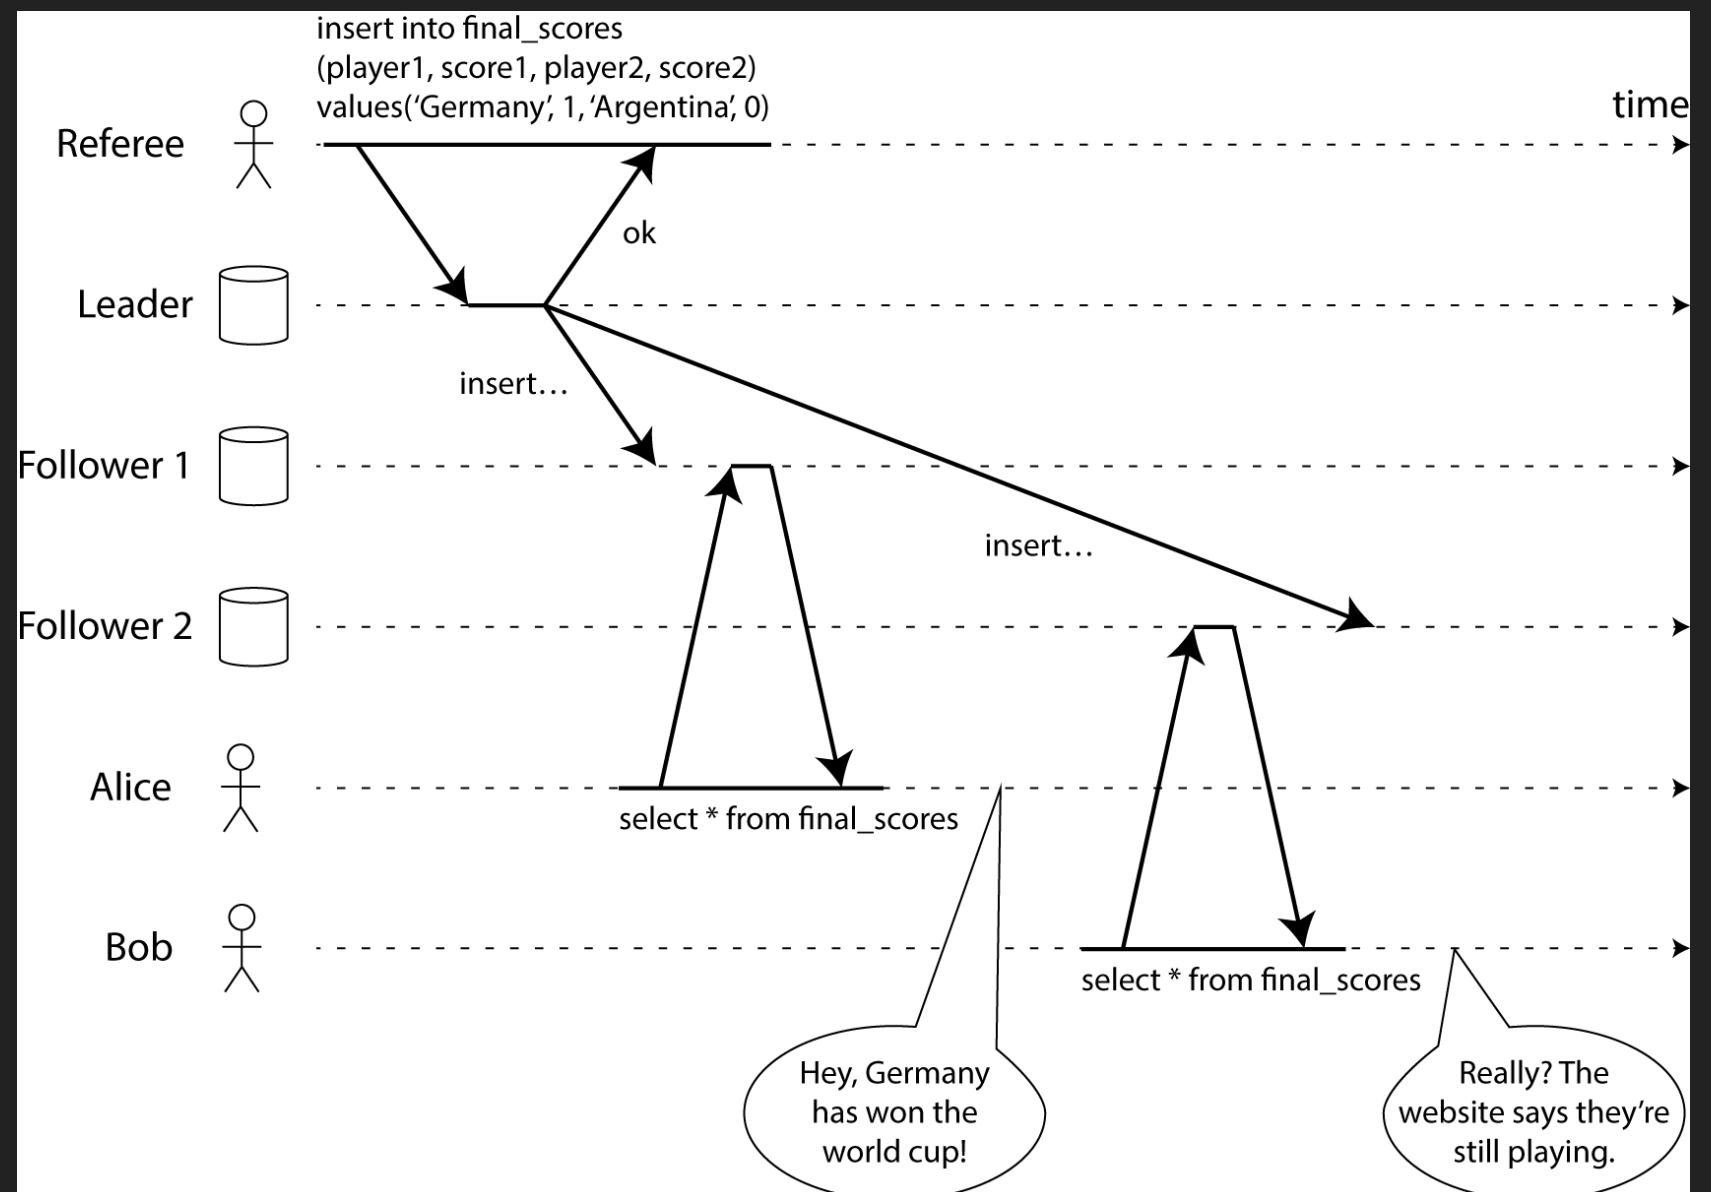 insert into final_scores
(player1, score1, player2, score2)
values(‘Germany’, 1, ‘Argentina’, 0)
time
Referee
ok
Leader
insert…
Follower 1
insert…
Follower 2
Alice
select * from final_scores
Bob
select * from final_scores
Hey, Germany
has won the
world cup!
Really? The
website says they’re
still playing.